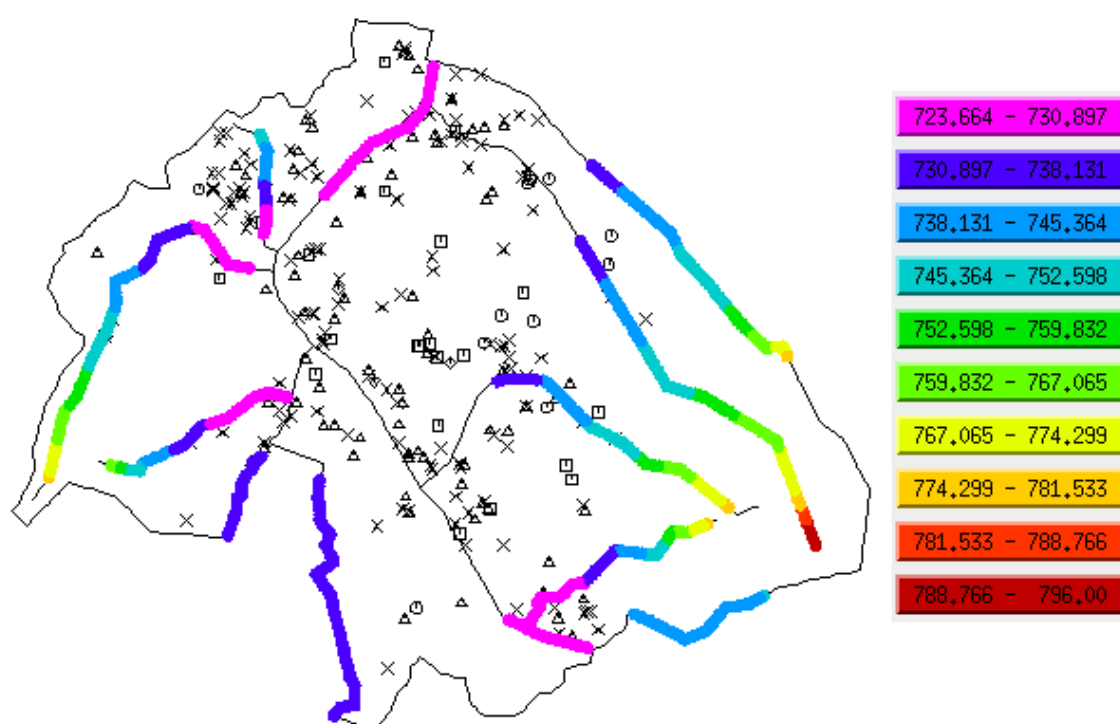 723.664 - 730.897
730.897 - 738.131
738.131 - 745.364
745.364 - 752.598
752.598 - 759.832
759.832 - 767.065
767.065 - 774.299
774.299 - 781.533
781.533 - 788.766
788.766 - 796.00